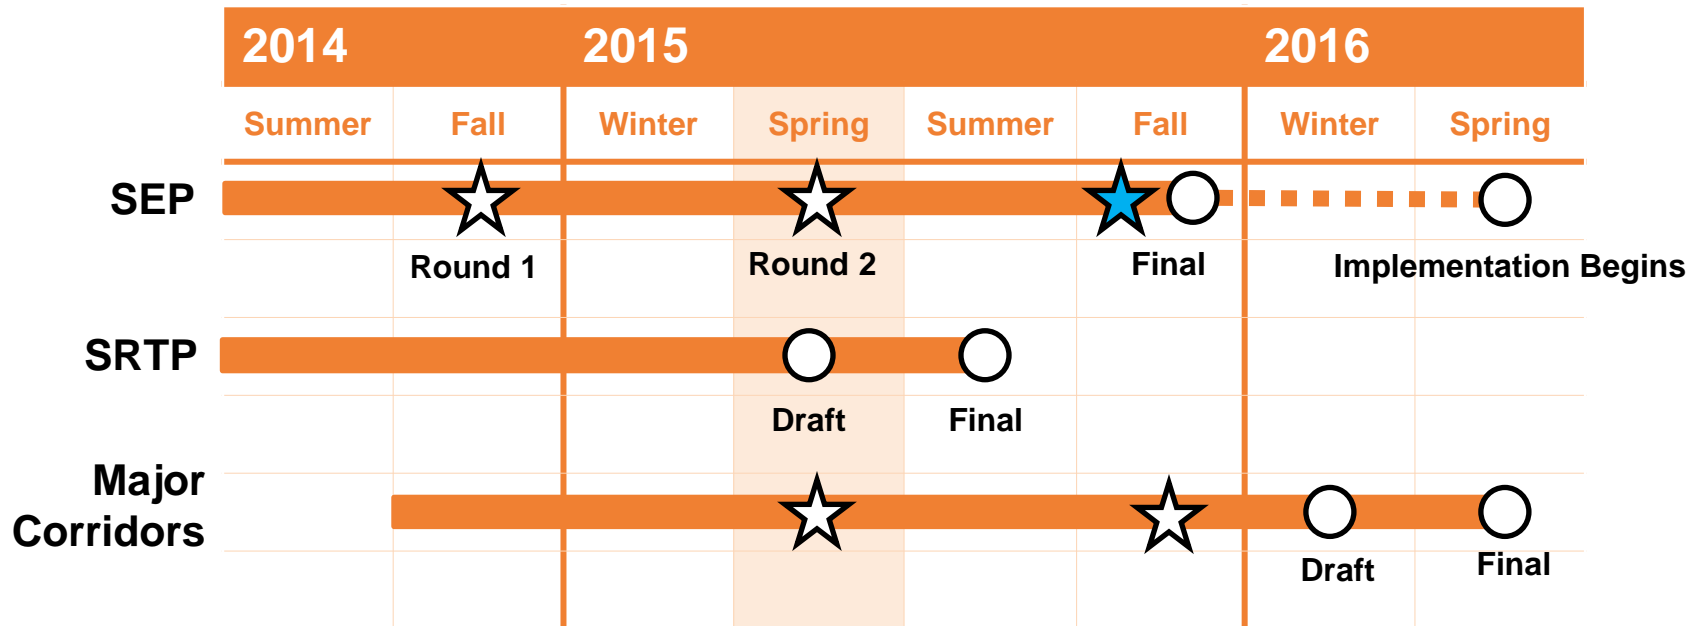 2014 2015 2016
Summer Fall Winter Spring Summer Fall Winter Spring
SEP
Round 1 Round 2 Final Implementation Begins
SRTP
Draft Final
Major
Corridors
Draft Final